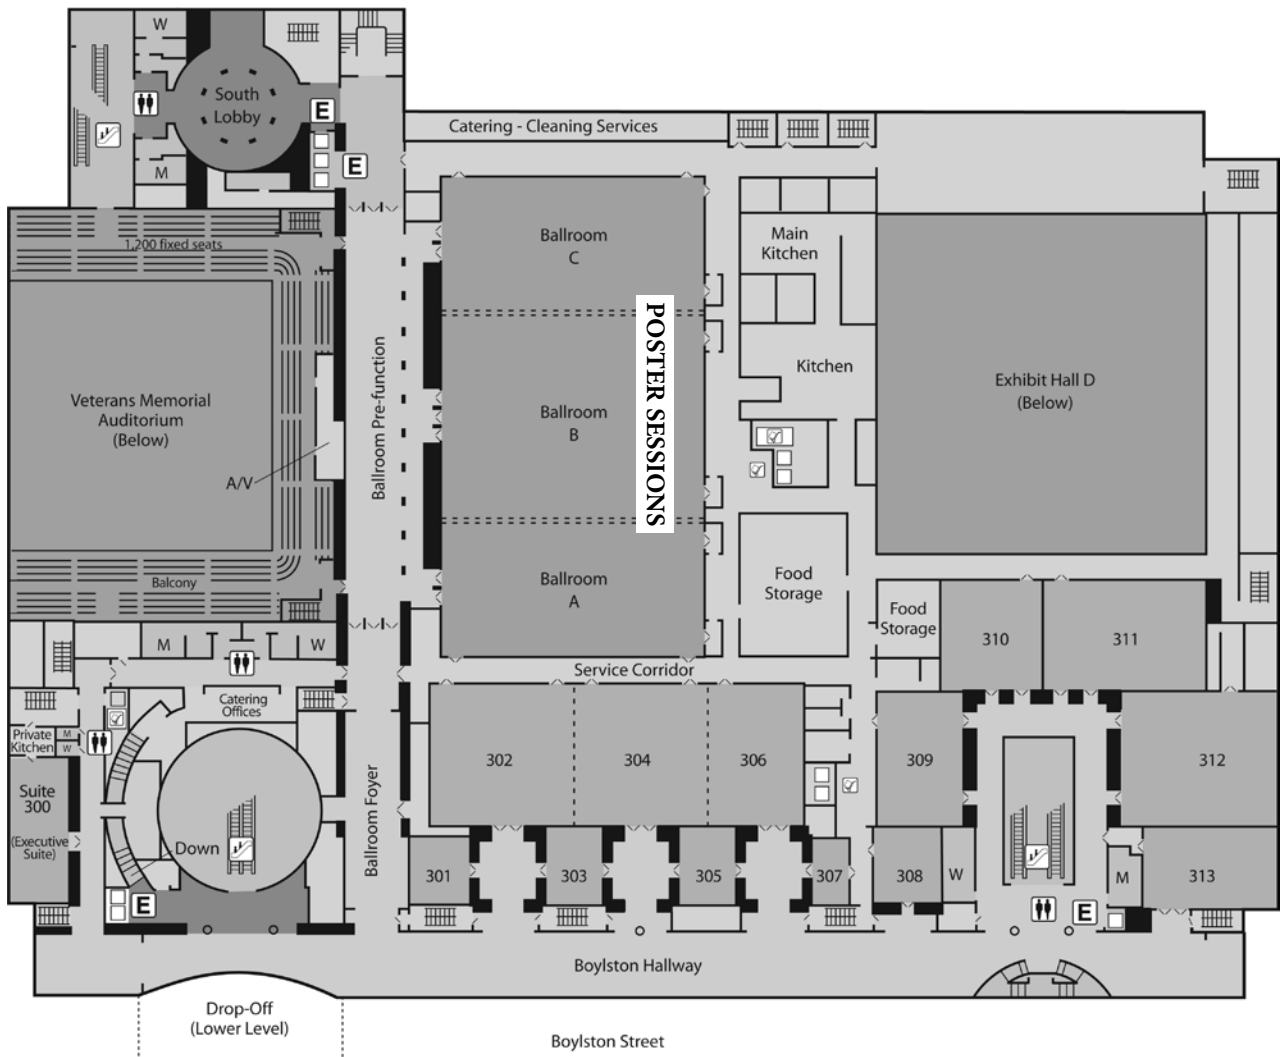 W
South
Lobby
E
E
M
Catering - Cleaning Services
1,200 fixed seats
Ballroom
C
Main
Kitchen
POSTER SESSIONS
Ballroom Pre-function
Kitchen
Veterans Memorial
Auditorium
(Below)
Ballroom
B
Exhibit Hall D
(Below)
A/V
Balcony
Ballroom
A
Food
Storage
Food
Storage
310
311
M
W
Service Corridor
Catering
Offices
Private
Kitchen
M
W
302
304
306
309
312
Suite
300
(Executive
Suite)
Down
Ballroom Foyer
301
303
305
307
308
W
M
313
E
E
Boylston Hallway
Drop-Off
(Lower Level)
Boylston Street